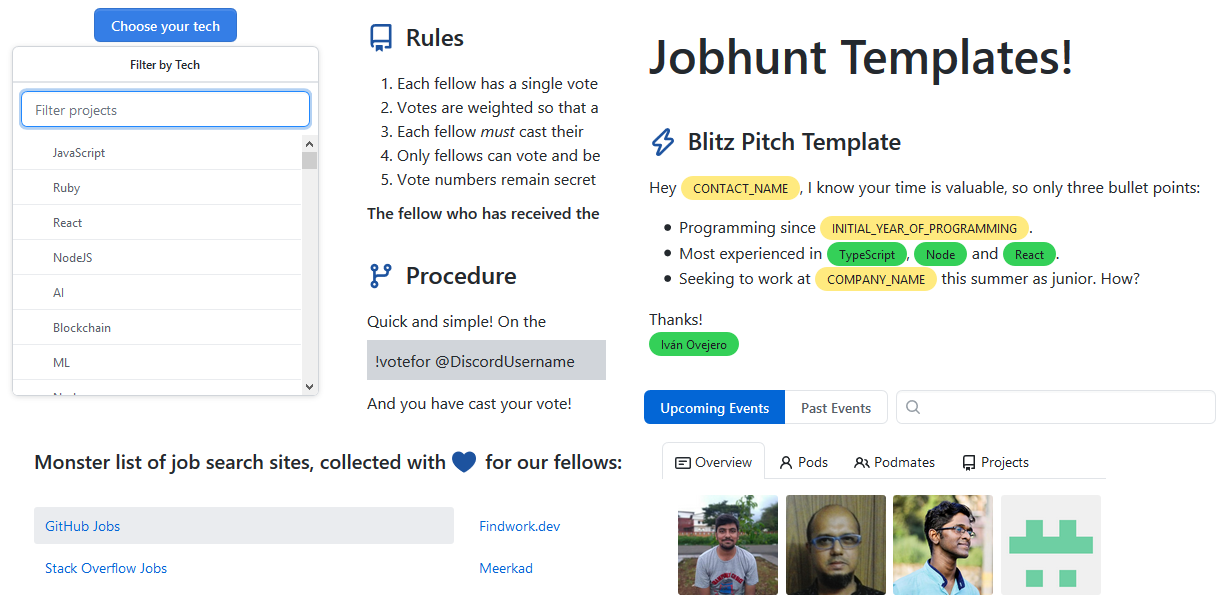 Choose your tech
Filter by Tech
Filter projects
JavaScript
Ruby
React
NodeJS
AI
Blockchain
ML
Rules
1. Each fellow has a single vote
2. Votes are weighted so that a
3. Each fellow must cast their
4. Only fellows can vote and be
5. Vote numbers remain secret
The fellow who has received the
Procedure
Quick and simple! On the
!votefor @DiscordUsername
And you have cast your vote!
Jobhunt Templates!
Blitz Pitch Template
Hey CONTACT_NAME, I know your time is valuable, so only three bullet points:
• Programming since INITIAL_YEAR_OF_PROGRAMMING.
• Most experienced in TypeScript, Node and React.
• Seeking to work at COMPANY_NAME this summer as junior. How?
Thanks!
Iván Ovejero
Upcoming Events Past Events
Overview Pods Podmates Projects
Monster list of job search sites, collected with for our fellows:
GitHub Jobs Findwork.dev
Stack Overflow Jobs Meerkad